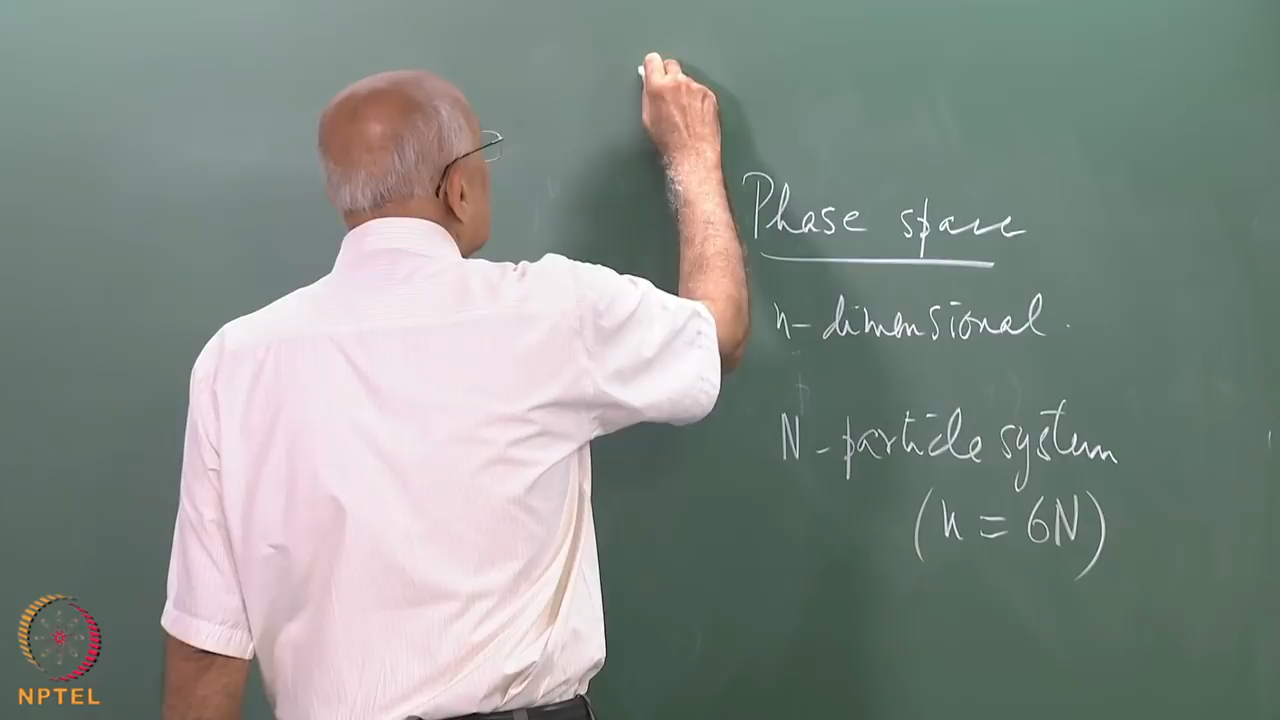 Phase space
n-dimensional.
N-particle system
(n = 6N)
NPTEL